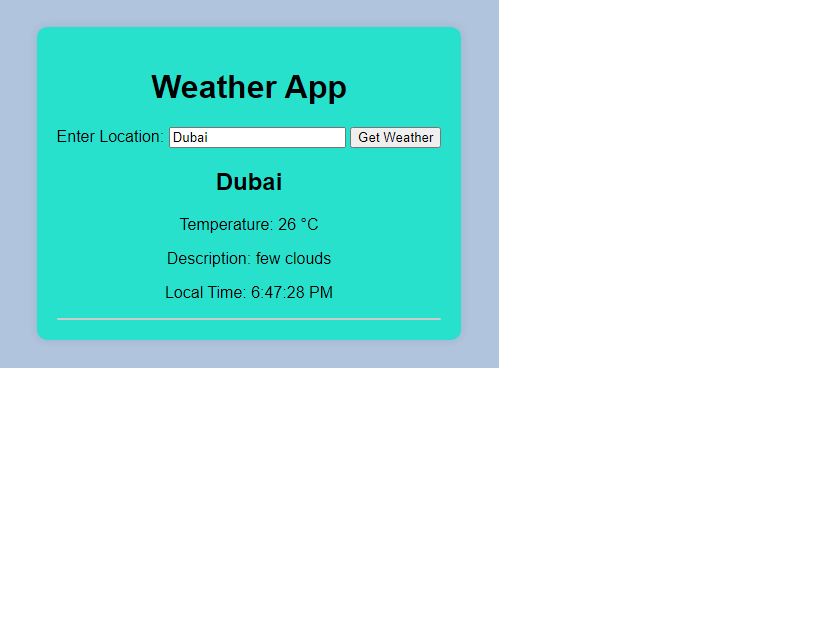 Weather App
Enter Location: Dubai Get Weather
Dubai
Temperature: 26 °C
Description: few clouds
Local Time: 6:47:28 PM